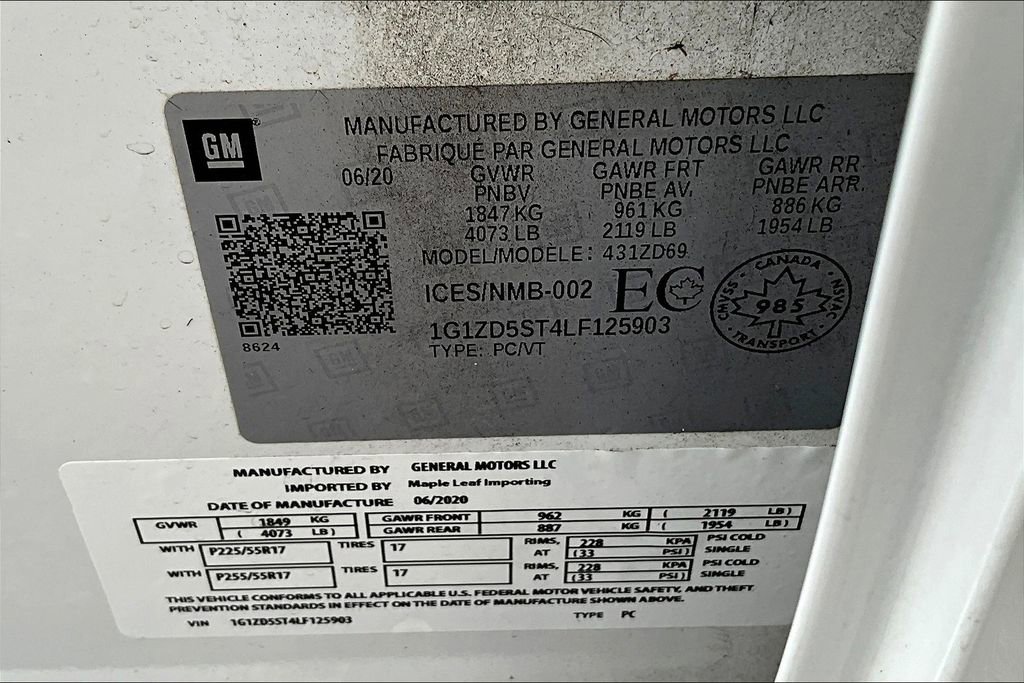 GM®
MANUFACTURED BY GENERAL MOTORS LLC
FABRIQUÉ PAR GENERAL MOTORS LLC
06/20 GVWR GAWR FRT GAWR RR
PNBV PNBE AV. PNBE ARR.
1847 KG 961 KG 886 KG
4073 LB 2119 LB 1954 LB
MODEL/MODELE: 431ZD69
ICES/NMB-002 EC
CANADA
CMVSS 985 NSVAC
TRANSPORT
1G1ZD5ST4LF125903
8624 TYPE: PC/VT
MANUFACTURED BY GENERAL MOTORS LLC
IMPORTED BY Maple Leaf Importing
DATE OF MANUFACTURE 06/2020
GVWR 1849 KG GAWR FRONT 962 KG ( 2119 LB )
( 4073 LB ) GAWR REAR 887 KG ( 1954 LB )
WITH P225/55R17 TIRES 17 RIMS, AT 228 KPA (33 PSI) PSI COLD SINGLE
WITH P255/55R17 TIRES 17 RIMS, AT 228 KPA (33 PSI) PSI COLD SINGLE
THIS VEHICLE CONFORMS TO ALL APPLICABLE U.S. FEDERAL MOTOR VEHICLE SAFETY, AND THEFT
PREVENTION STANDARDS IN EFFECT ON THE DATE OF MANUFACTURE SHOWN ABOVE.
VIN 1G1ZD5ST4LF125903 TYPE PC